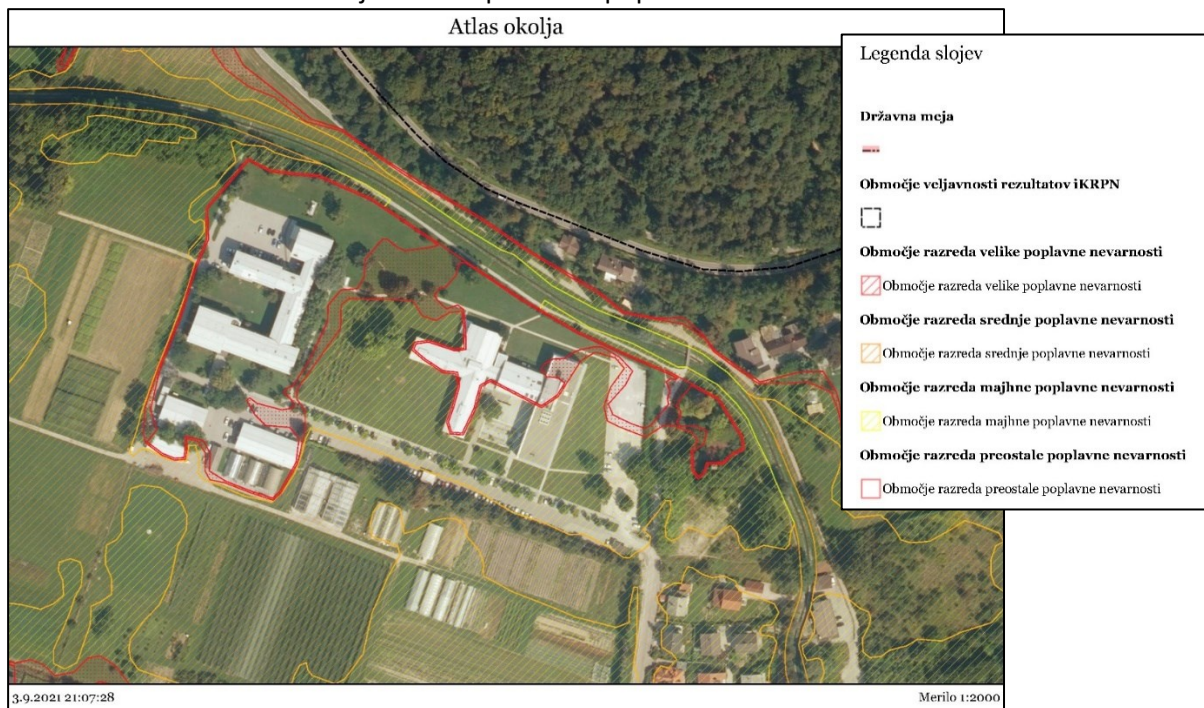 Atlas okolja
Legenda slojev
Državna meja
Območje veljavnosti rezultatov iKRPN
Območje razreda velike poplavne nevarnosti
Območje razreda velike poplavne nevarnosti
Območje razreda srednje poplavne nevarnosti
Območje razreda srednje poplavne nevarnosti
Območje razreda majhne poplavne nevarnosti
Območje razreda majhne poplavne nevarnosti
Območje razreda preostale poplavne nevarnosti
Območje razreda preostale poplavne nevarnosti
3.9.2021 21:07:28
Merilo 1:2000